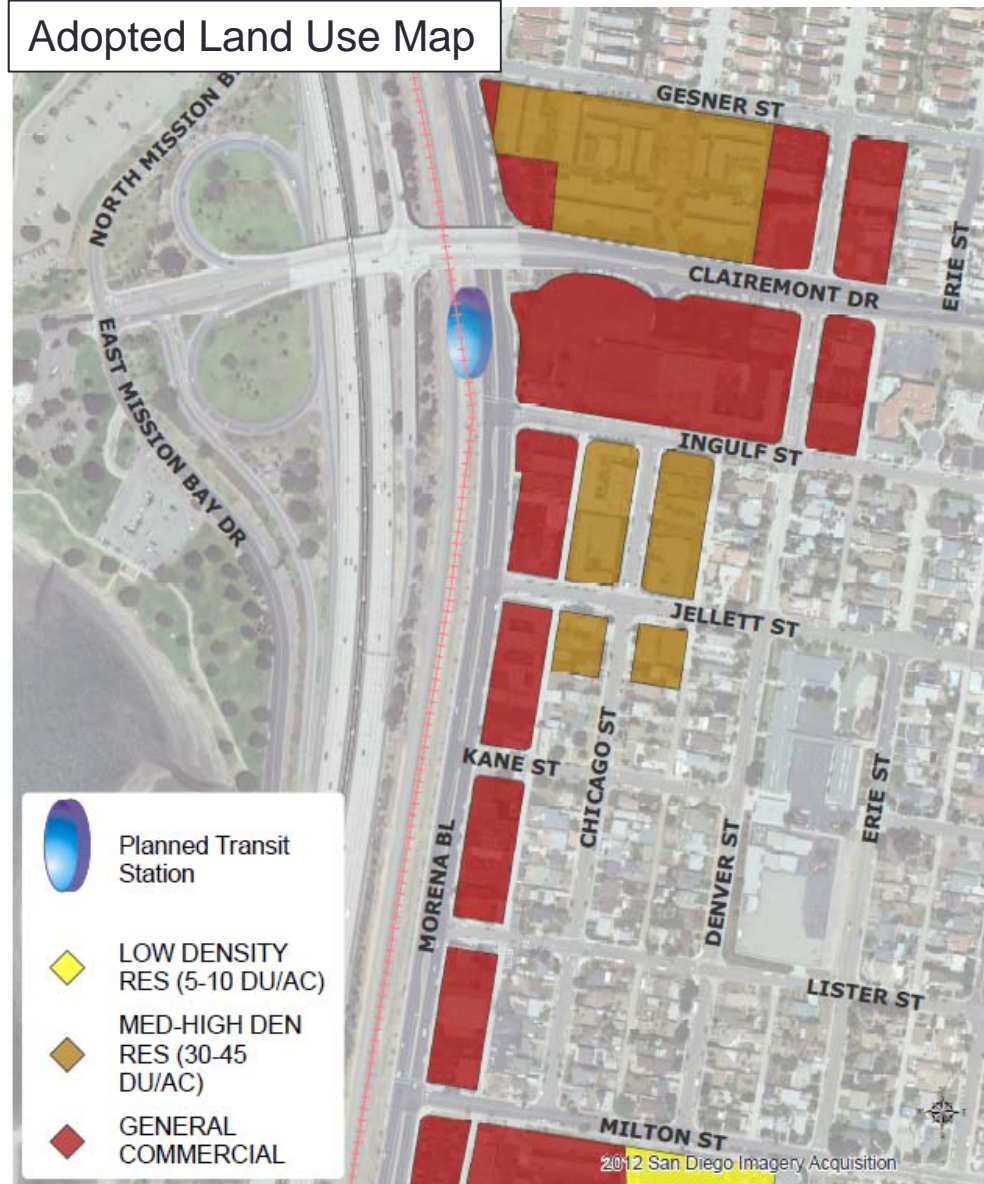 Adopted Land Use Map
NORTH MISSION B
GESNER ST
ERIE ST
CLAIREMONT DR
EAST MISSION BAY DR
INGULF ST
JELLETT ST
KANE ST
CHICAGO ST
ERIE ST
MORENA BL
DENVER ST
LISTER ST
MILTON ST
Planned Transit
Station
LOW DENSITY
RES (5-10 DU/AC)
MED-HIGH DEN
RES (30-45
DU/AC)
GENERAL
COMMERCIAL
2012 San Diego Imagery Acquisition